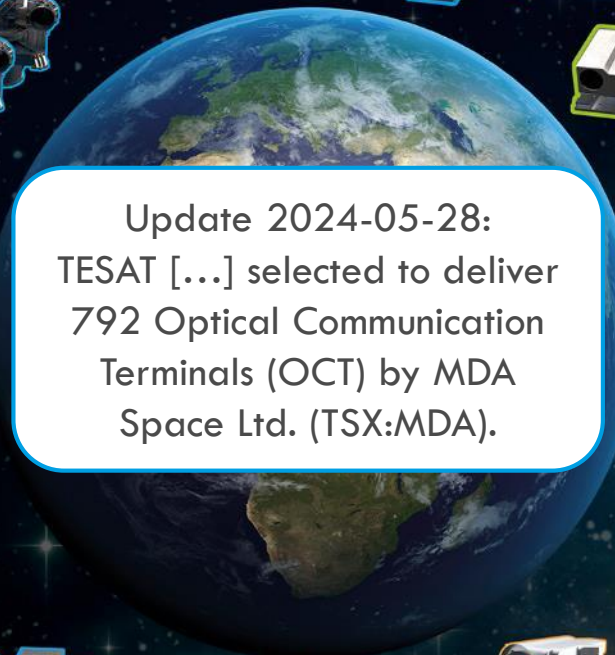 Update 2024-05-28:
TESAT [...] selected to deliver
792 Optical Communication
Terminals (OCT) by MDA
Space Ltd. (TSX:MDA).